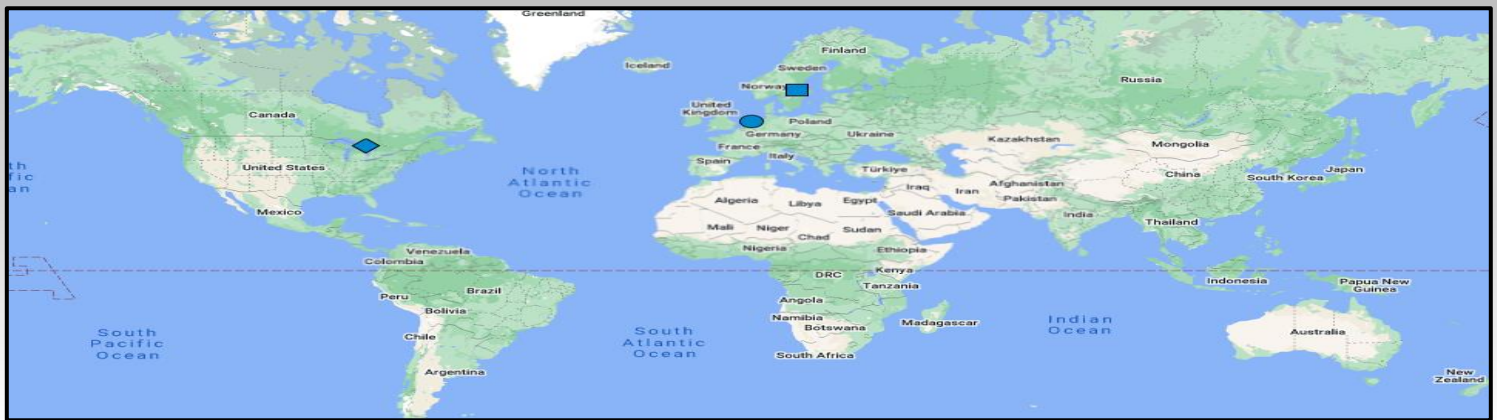 Greenland
Finland
Iceland
Sweden
Russia
Norway
United
Kingdom
Canada
Poland
Germany
Ukraine
Kazakhstan
France
Mongolia
Italy
Spain
United States
Türkiye
Japan
China
South Korea
North
Atlantic
Ocean
Iraq
Iran
Afghanistan
Pakistan
Algeria
Libya
Egypt
Saudi Arabia
India
Mexico
Mali
Niger
Chad
Sudan
Thailand
Venezuela
Colombia
Nigeria
Ethiopia
Kenya
DRC
Tanzania
Indonesia
Papua New
Guinea
Peru
Brazil
Bolivia
Angola
Namibia
Botswana
Madagascar
Indian
Ocean
South
Pacific
Ocean
Chile
South
Atlantic
Ocean
Australia
South Africa
Argentina
New
Zealand